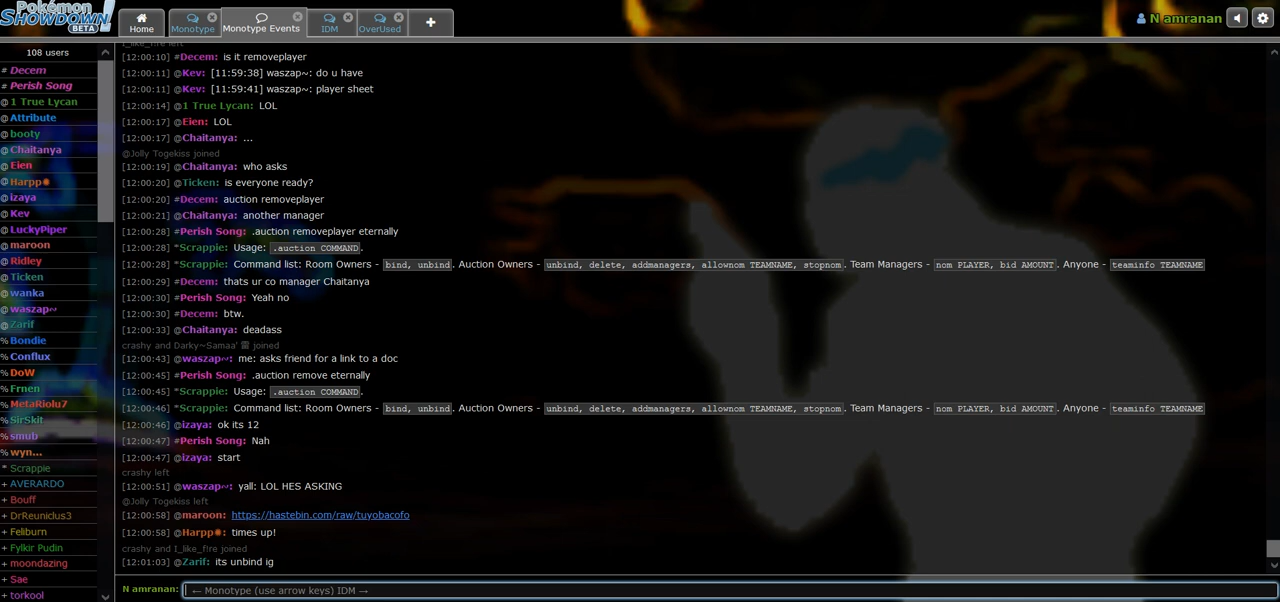 Pokémon
SHOWDOWN!
BETA
Home
Monotype
Monotype Events
IDM
OverUsed
N amranan
108 users
# Decem
# Perish Song
@ 1 True Lycan
@ Attribute
@ booty
@ Chaitanya
@ Eien
@ Harpp✹
@ izaya
@ Kev
@ LuckyPiper
@ maroon
@ Ridley
@ Ticken
@ wanka
@ waszap~
@ Zarif
% Bondie
% Conflux
% DoW
% Frnen
% MetaRiolu7
% SirSkit
% smub
% wyn...
* Scrappie
+ AVERARDO
+ Bouff
+ DrReuniclus3
+ Feliburn
+ Fylkir Pudin
+ moondazing
+ Sae
+ torkool
I_like_f!re left
[12:00:10] #Decem: is it removeplayer
[12:00:11] @Kev: [11:59:38] waszap~: do u have
[12:00:11] @Kev: [11:59:41] waszap~: player sheet
[12:00:14] @1 True Lycan: LOL
[12:00:17] @Eien: LOL
[12:00:17] @Chaitanya: ...
@Jolly Togekiss joined
[12:00:19] @Chaitanya: who asks
[12:00:20] @Ticken: is everyone ready?
[12:00:20] #Decem: auction removeplayer
[12:00:21] @Chaitanya: another manager
[12:00:28] #Perish Song: .auction removeplayer eternally
[12:00:28] *Scrappie: Usage: .auction COMMAND.
[12:00:28] *Scrappie: Command list: Room Owners - bind, unbind. Auction Owners - unbind, delete, addmanagers, allownom TEAMNAME, stopnom. Team Managers - nom PLAYER, bid AMOUNT. Anyone - teaminfo TEAMNAME
[12:00:29] #Decem: thats ur co manager Chaitanya
[12:00:30] #Perish Song: Yeah no
[12:00:30] #Decem: btw.
[12:00:33] @Chaitanya: deadass
crashy and Darky~Samaa' 雷 joined
[12:00:43] @waszap~: me: asks friend for a link to a doc
[12:00:45] #Perish Song: .auction remove eternally
[12:00:45] *Scrappie: Usage: .auction COMMAND.
[12:00:46] *Scrappie: Command list: Room Owners - bind, unbind. Auction Owners - unbind, delete, addmanagers, allownom TEAMNAME, stopnom. Team Managers - nom PLAYER, bid AMOUNT. Anyone - teaminfo TEAMNAME
[12:00:46] @izaya: ok its 12
[12:00:47] #Perish Song: Nah
[12:00:47] @izaya: start
crashy left
[12:00:51] @waszap~: yall: LOL HES ASKING
@Jolly Togekiss left
[12:00:58] @maroon: https://hastebin.com/raw/tuyobacofo
[12:00:58] @Harpp✹: times up!
crashy and I_like_f!re joined
[12:01:03] @Zarif: its unbind ig
N amranan: ← Monotype (use arrow keys) IDM →